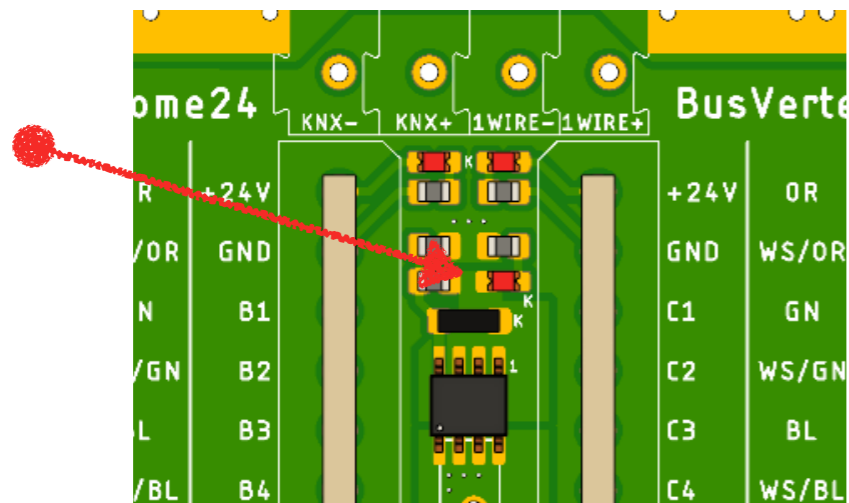 ome24
BusVerte
KNX-
KNX+
1WIRE-
1WIRE+
K
R
+24V
+24V
OR
/OR
GND
GND
WS/OR
K
N
B1
K
C1
GN
/GN
B2
1
C2
WS/GN
L
B3
C3
BL
/BL
B4
C4
WS/BL